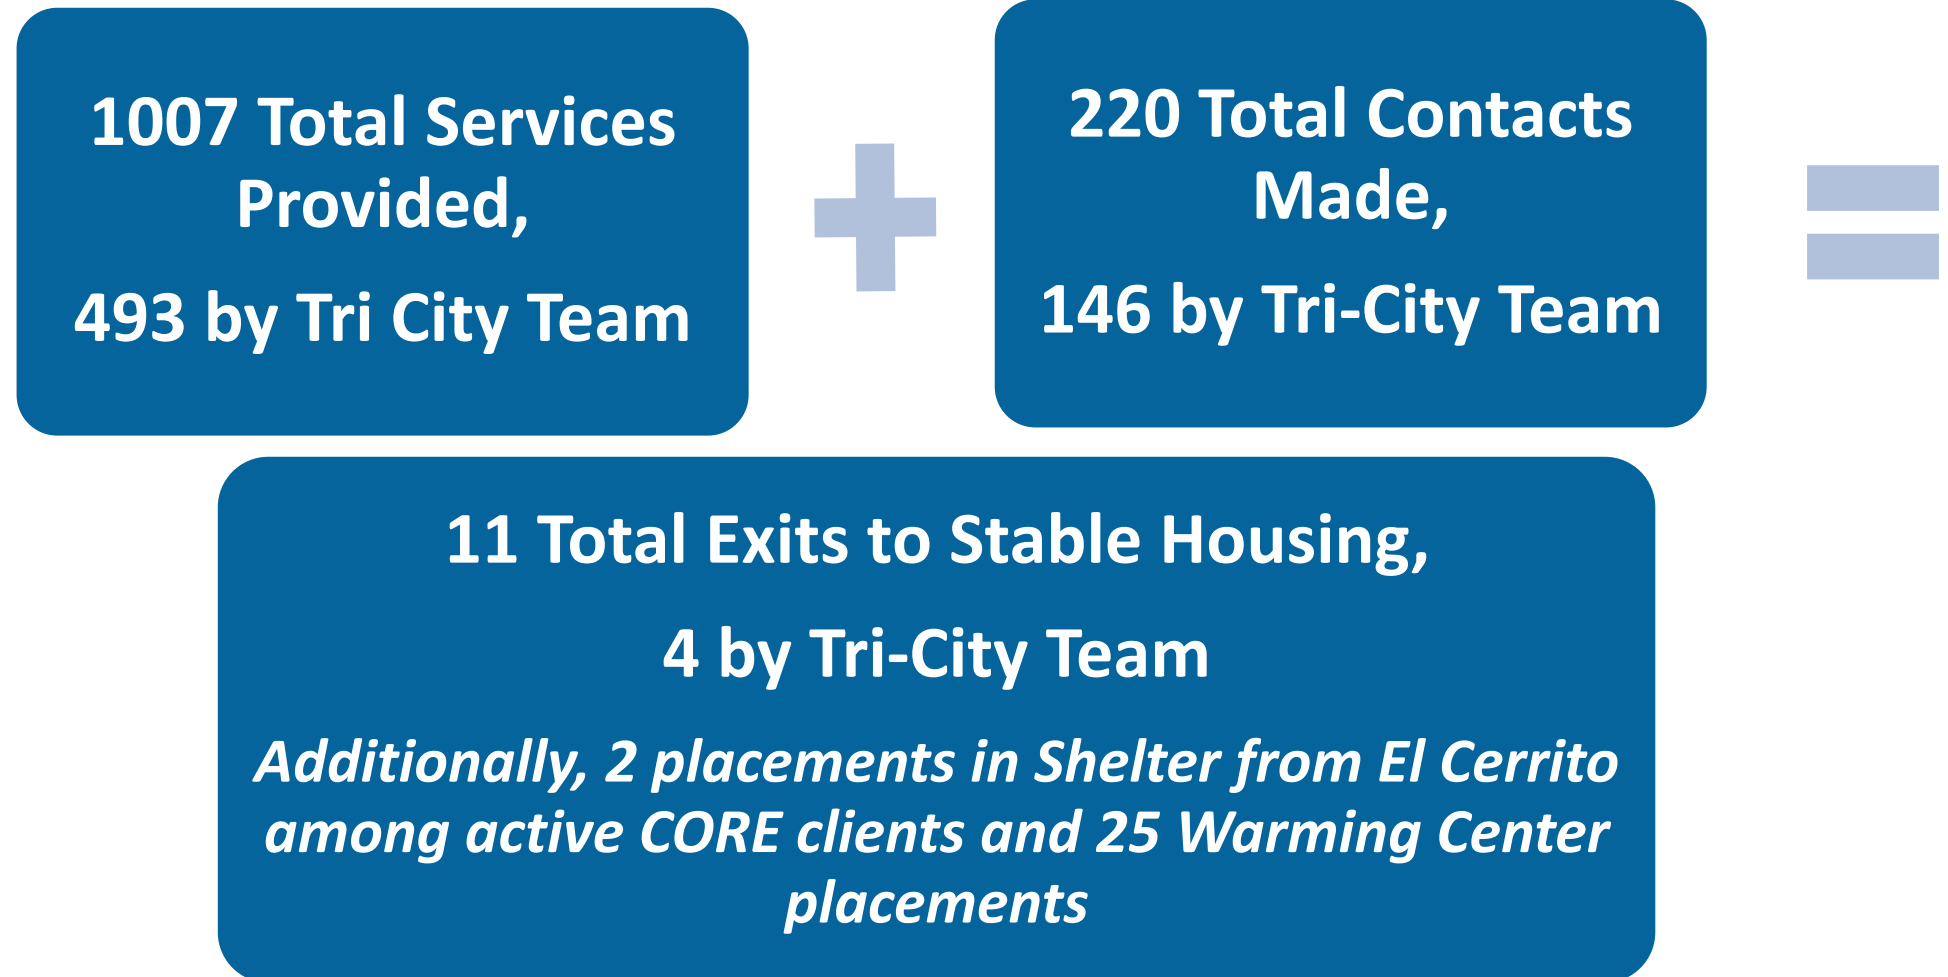 1007 Total Services
Provided,
493 by Tri City Team
220 Total Contacts
Made,
146 by Tri-City Team
11 Total Exits to Stable Housing,
4 by Tri-City Team
Additionally, 2 placements in Shelter from El Cerrito
among active CORE clients and 25 Warming Center
placements